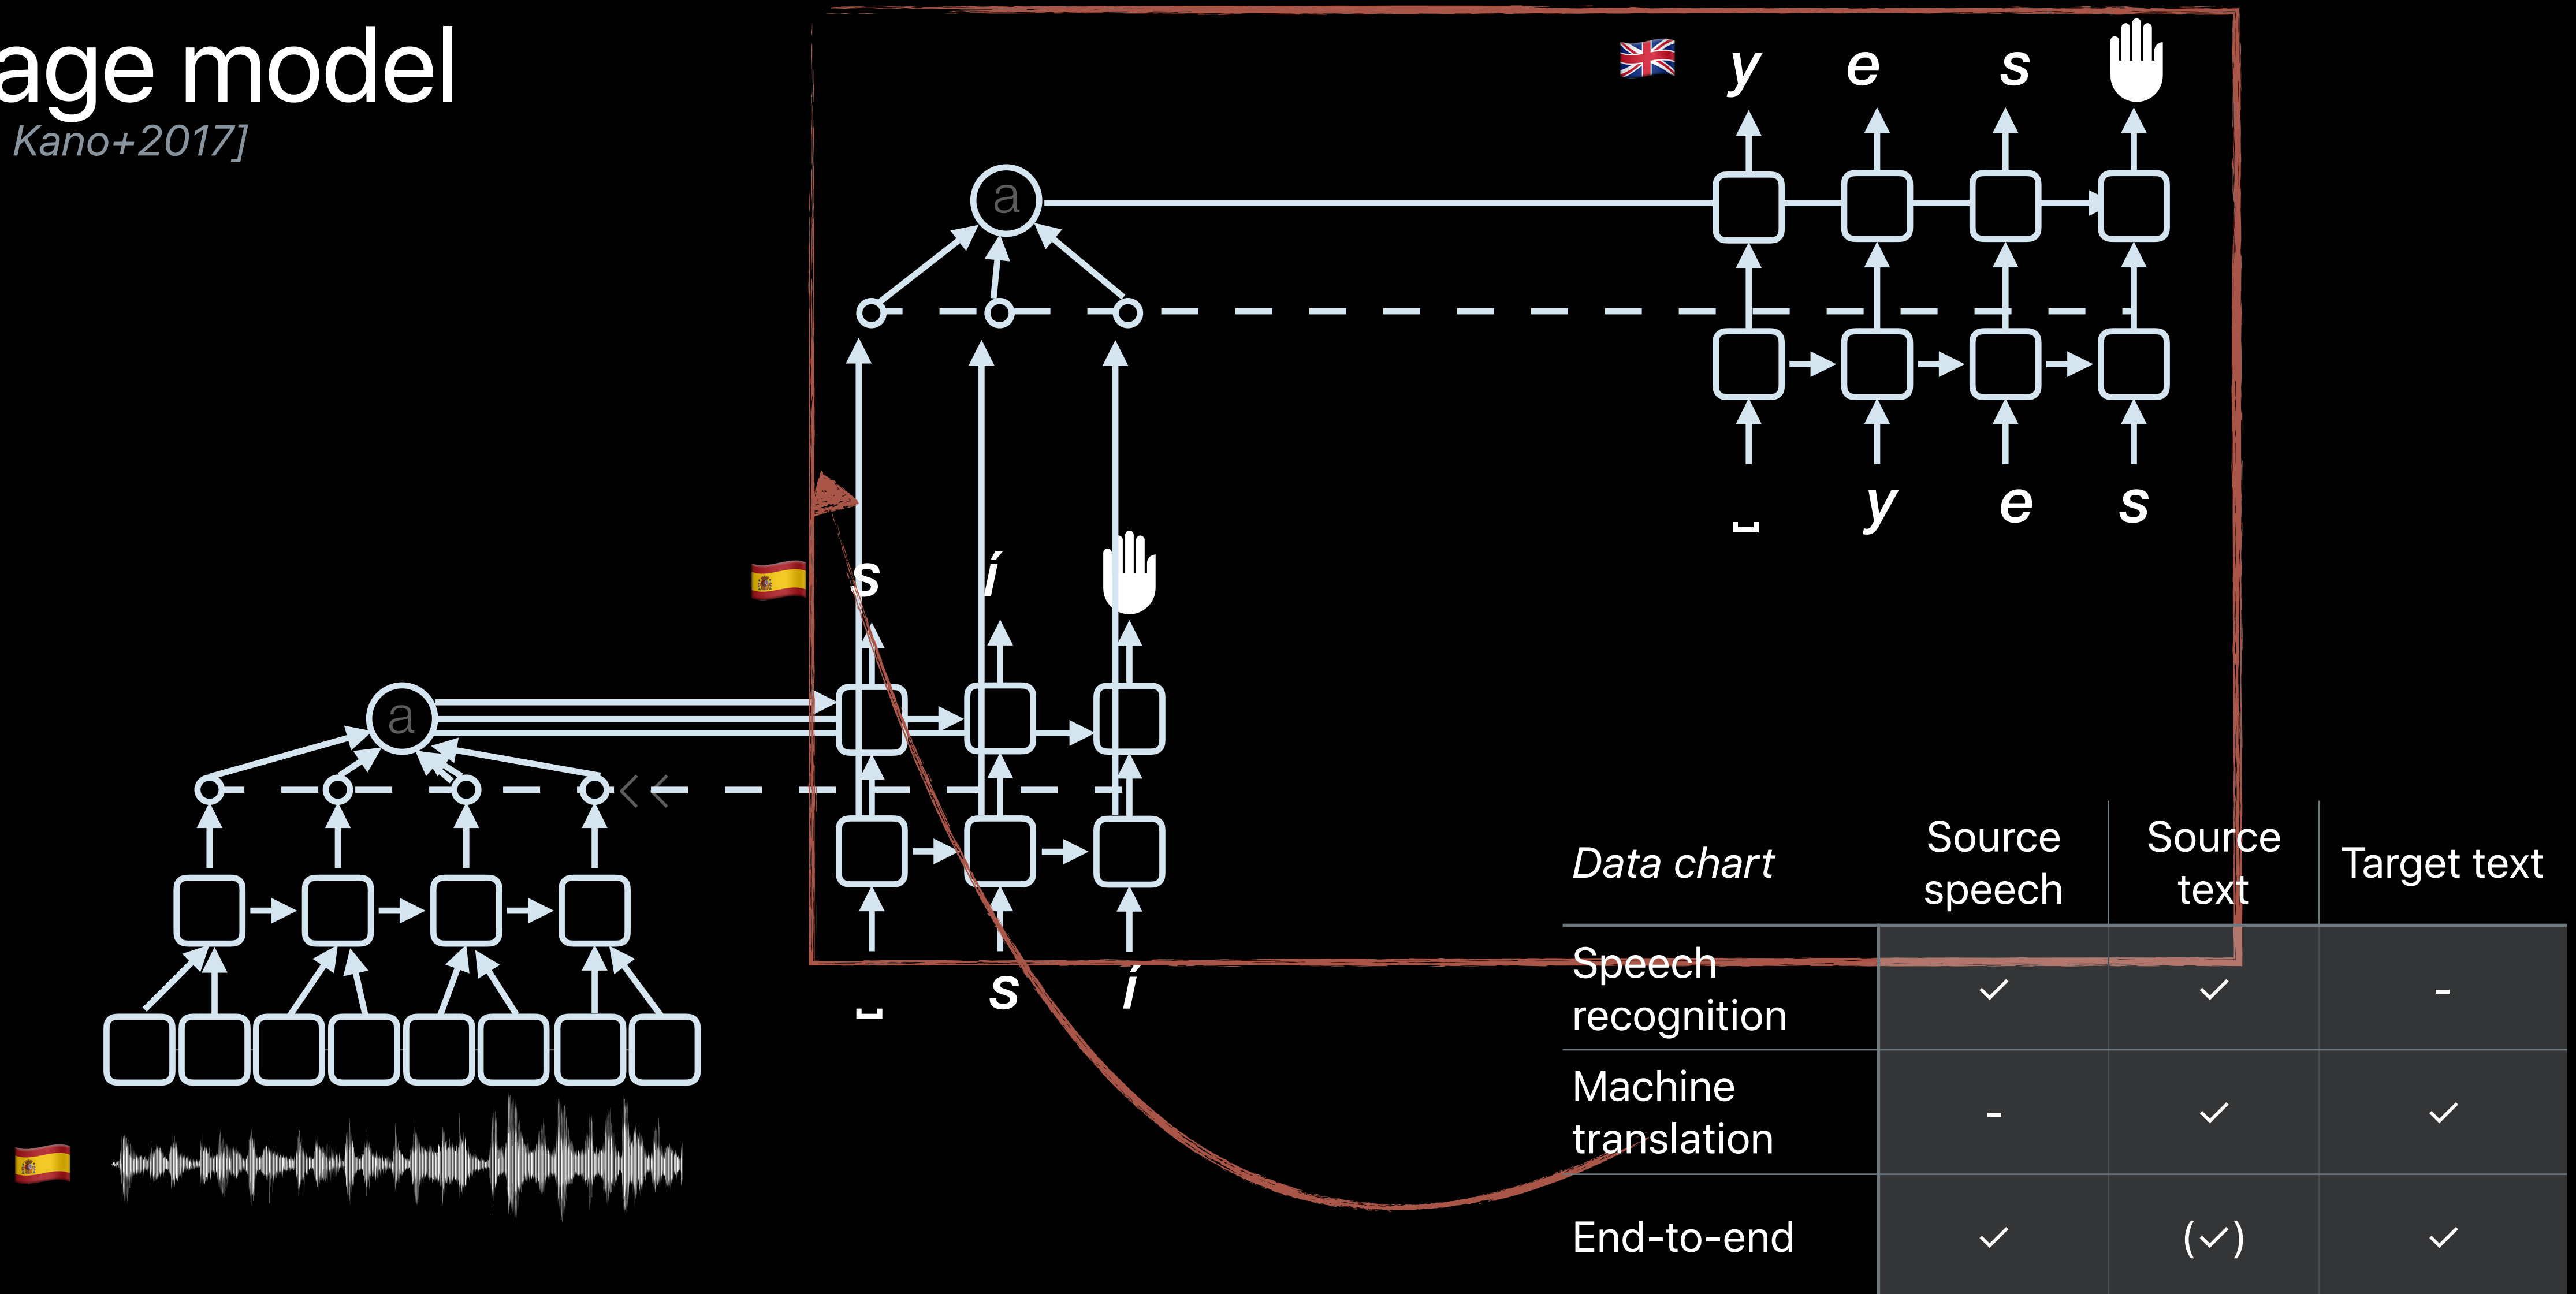 age model
Kano+2017]
y e s
a
␣ y e s
s í
a
␣ s í
Data chart Source speech Source text Target text
Speech recognition ✓ ✓ -
Machine translation - ✓ ✓
End-to-end ✓ (✓) ✓